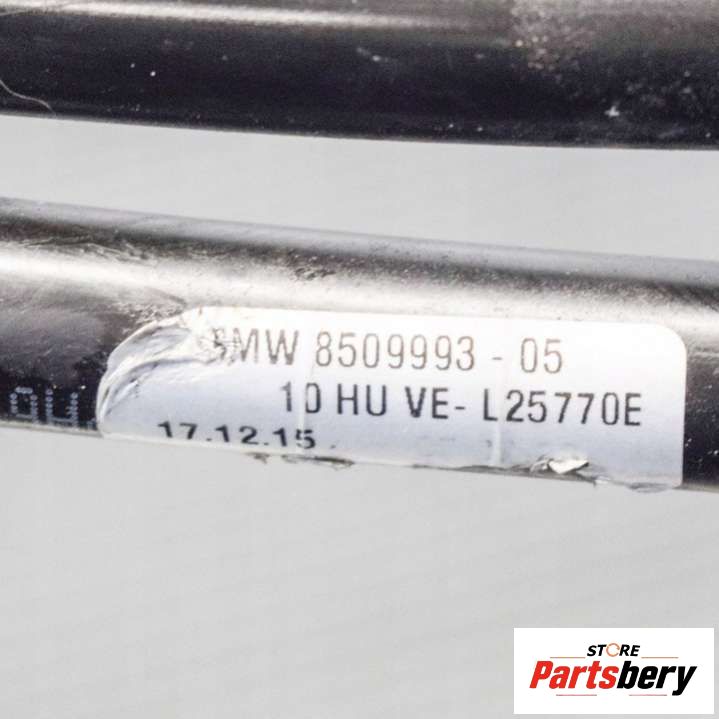 BMW 8509993 - 05
10 HU VE- L25770E
17.12.15
STORE
Partsbery